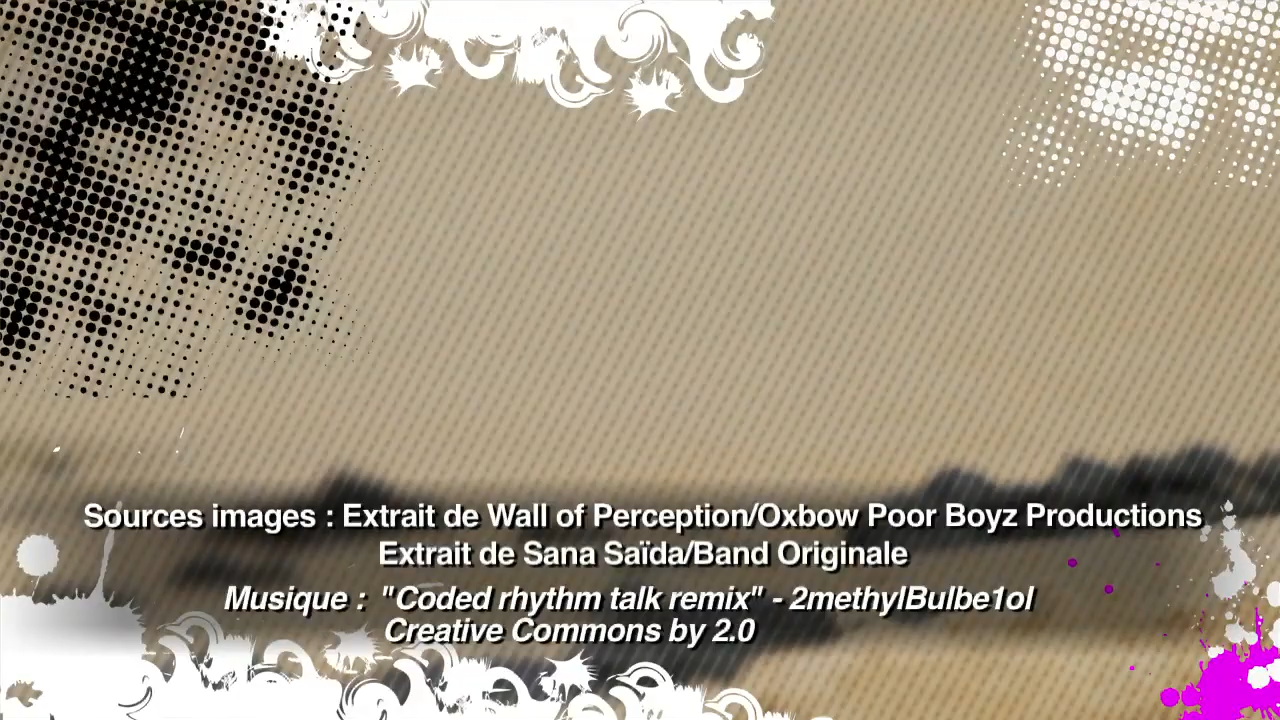 Sources images : Extrait de Wall of Perception/Oxbow Poor Boyz Productions
Extrait de Sana Saïda/Band Originale
Musique : "Coded rhythm talk remix" - 2methylBulbe1ol
Creative Commons by 2.0